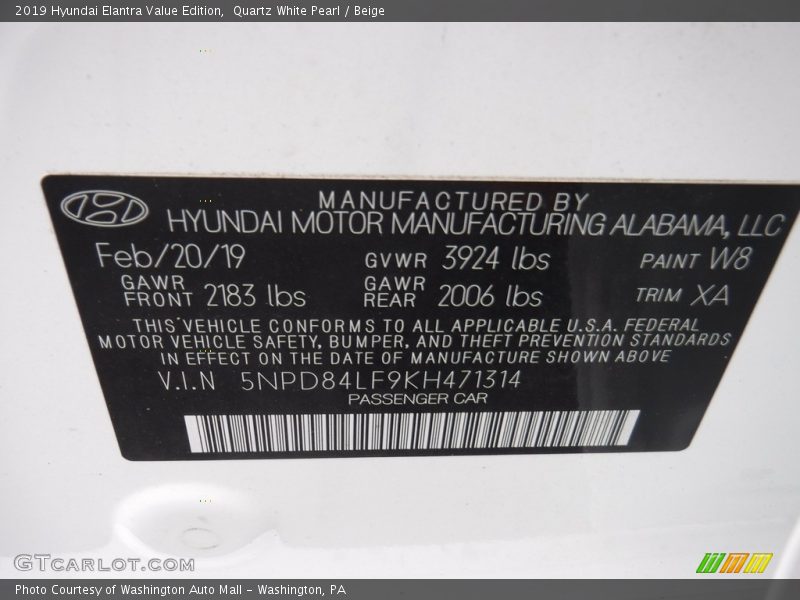 2019 Hyundai Elantra Value Edition,  Quartz White Pearl / Beige
MANUFACTURED BY
HYUNDAI MOTOR MANUFACTURING ALABAMA, LLC
Feb/20/19 GVWR 3924 lbs PAINT W8
GAWR FRONT 2183 lbs GAWR REAR 2006 lbs TRIM XA
THIS VEHICLE CONFORMS TO ALL APPLICABLE U.S.A. FEDERAL
MOTOR VEHICLE SAFETY, BUMPER, AND THEFT PREVENTION STANDARDS
IN EFFECT ON THE DATE OF MANUFACTURE SHOWN ABOVE
V.I.N 5NPD84LF9KH471314
PASSENGER CAR
GTCARLOT.COM
Photo Courtesy of Washington Auto Mall - Washington, PA